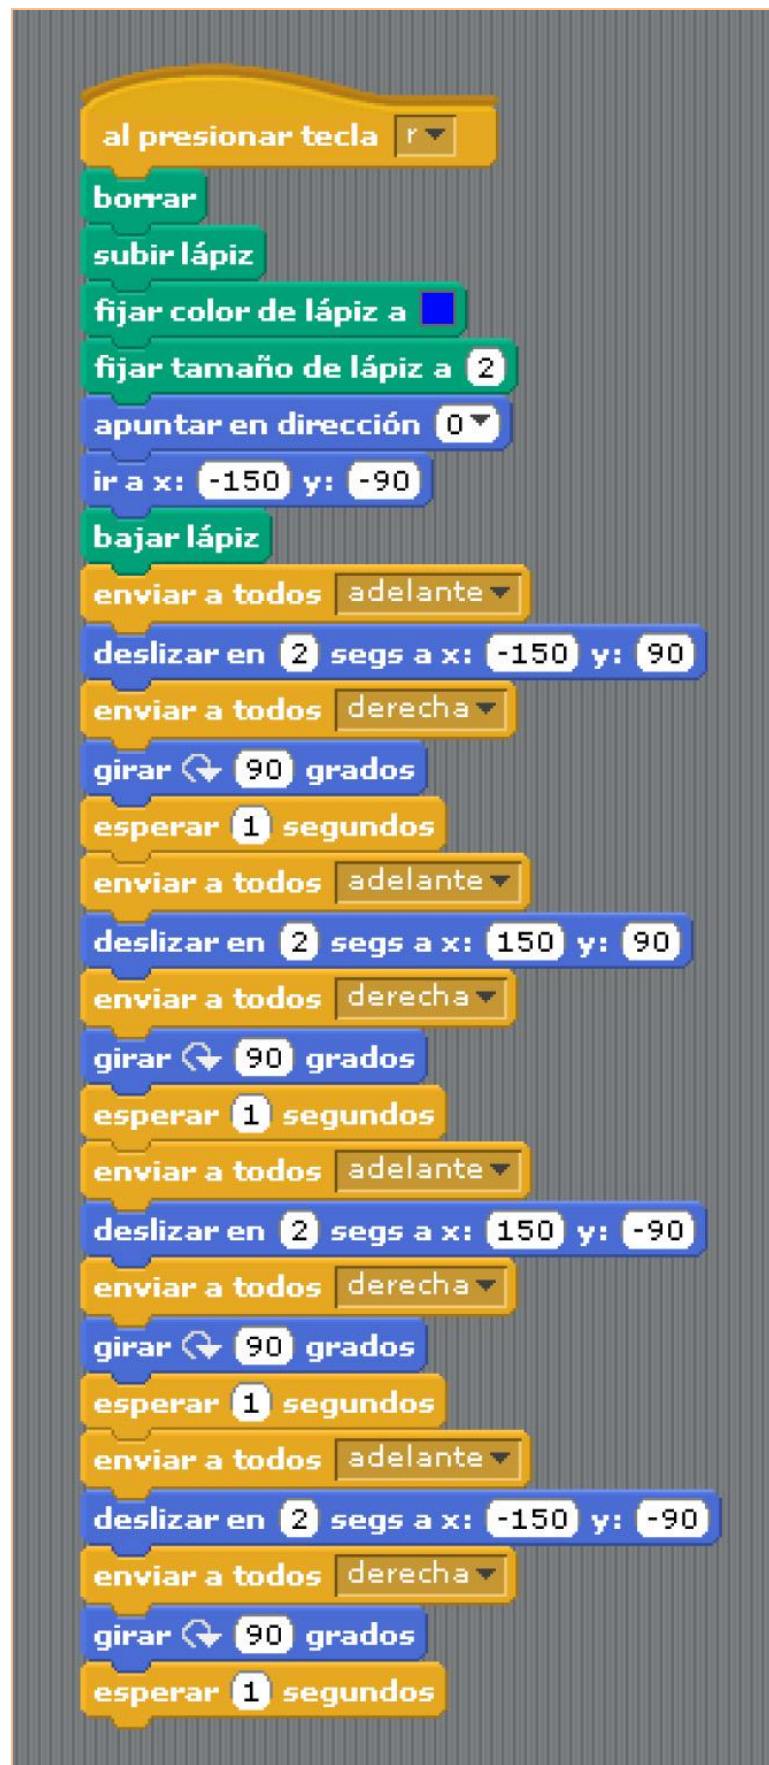 al presionar tecla r
borrar
subir lápiz
fijar color de lápiz a
fijar tamaño de lápiz a 2
apuntar en dirección 0
ir a x: -150 y: -90
bajar lápiz
enviar a todos adelante
deslizar en 2 segs a x: -150 y: 90
enviar a todos derecha
girar 90 grados
esperar 1 segundos
enviar a todos adelante
deslizar en 2 segs a x: 150 y: 90
enviar a todos derecha
girar 90 grados
esperar 1 segundos
enviar a todos adelante
deslizar en 2 segs a x: 150 y: -90
enviar a todos derecha
girar 90 grados
esperar 1 segundos
enviar a todos adelante
deslizar en 2 segs a x: -150 y: -90
enviar a todos derecha
girar 90 grados
esperar 1 segundos